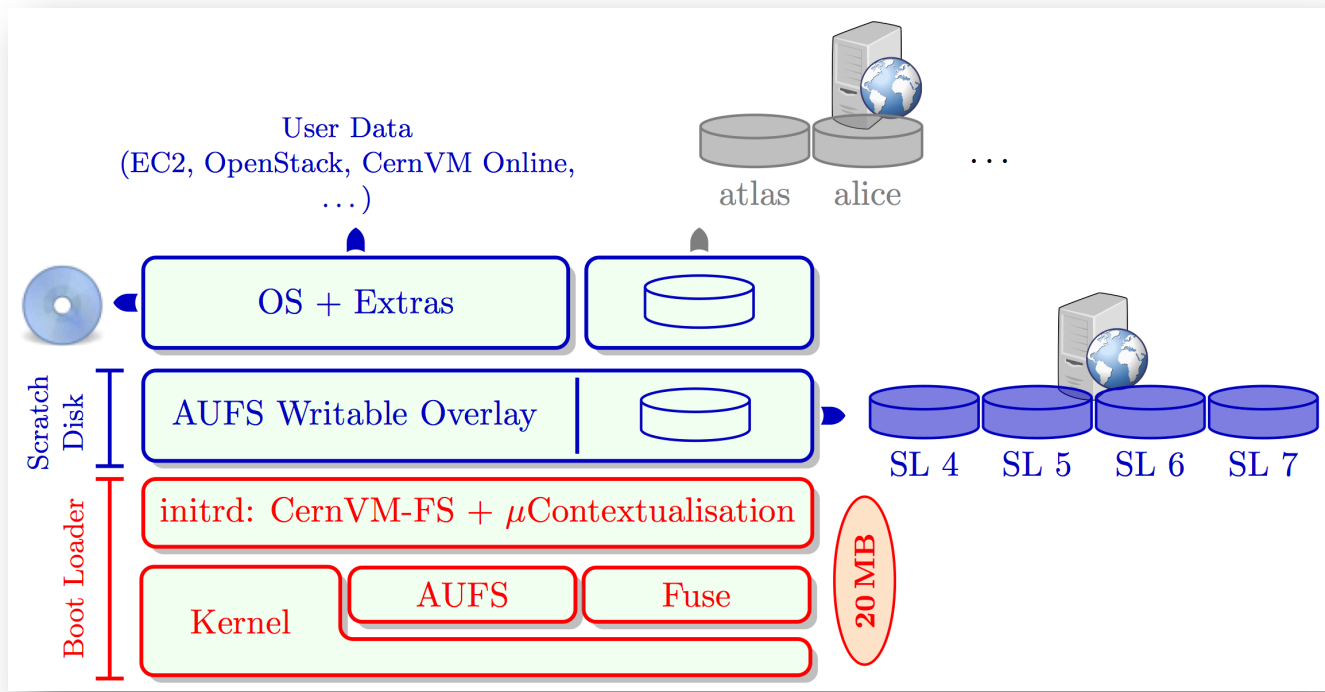 User Data
(EC2, OpenStack, CernVM Online,
...)
atlas
alice
...
OS + Extras
Scratch
Disk
AUFS Writable Overlay
SL 4
SL 5
SL 6
SL 7
Boot Loader
initrd: CernVM-FS + μContextualisation
Kernel
AUFS
Fuse
20 MB